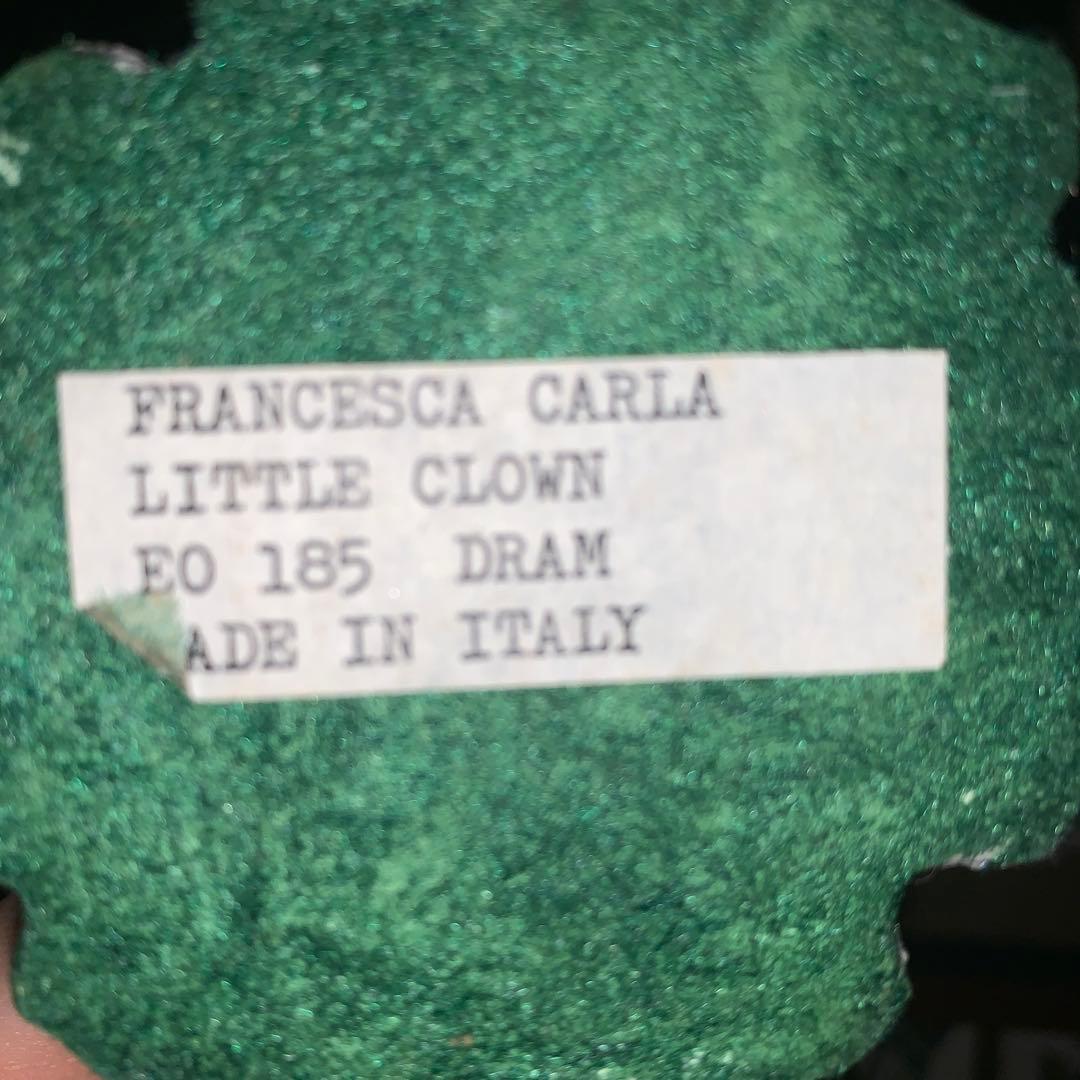 FRANCESCA CARLA
LITTLE CLOWN
EO 185 DRAM
ADE IN ITALY